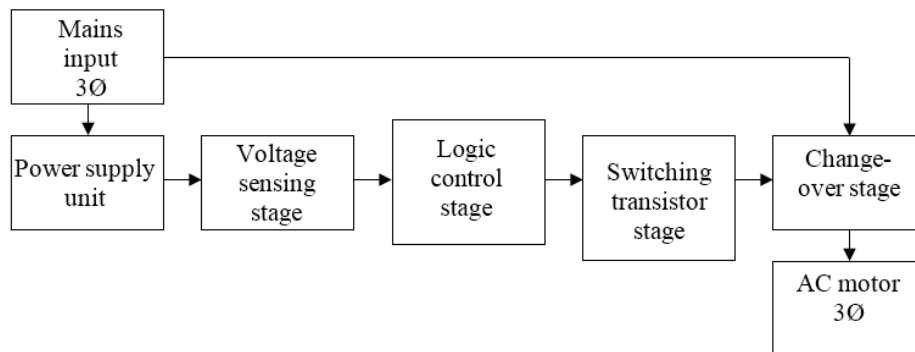 Mains
input
3Ø
Power supply
unit
Voltage
sensing
stage
Logic
control
stage
Switching
transistor
stage
Change-
over stage
AC motor
3Ø